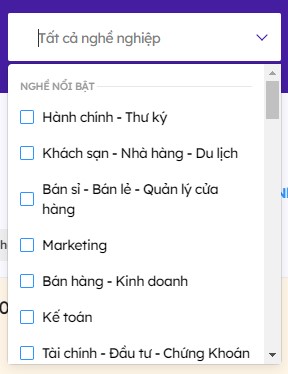 Tất cả nghề nghiệp
NGHỀ NỔI BẬT
Hành chính - Thư ký
Khách sạn - Nhà hàng - Du lịch
Bán sỉ - Bán lẻ - Quản lý cửa
hàng
Marketing
Bán hàng - Kinh doanh
Kế toán
Tài chính - Đầu tư - Chứng Khoán